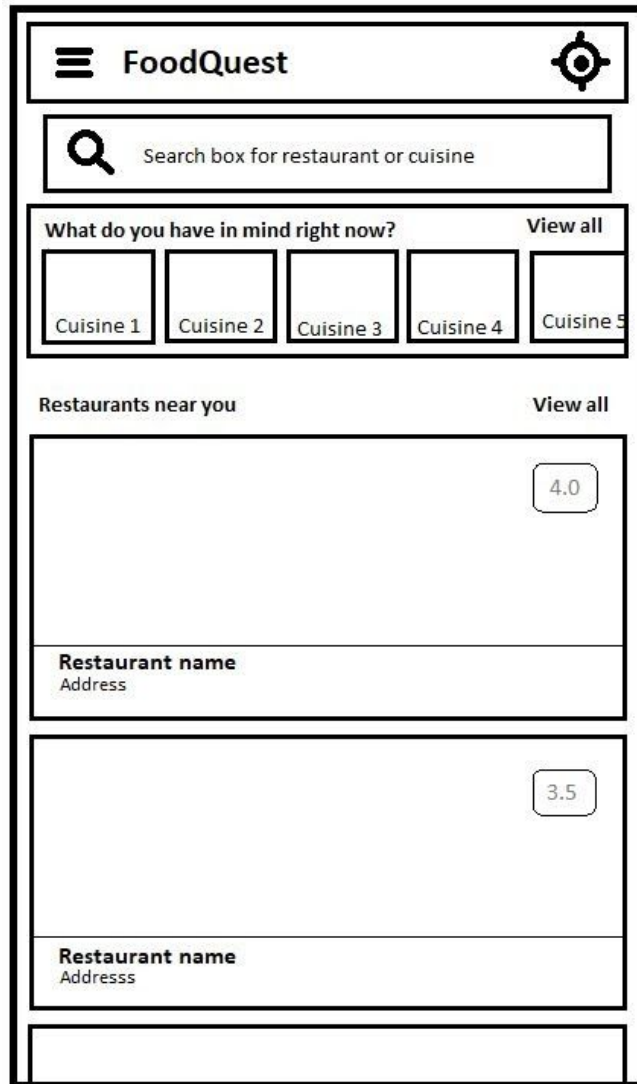 FoodQuest
Search box for restaurant or cuisine
What do you have in mind right now? View all
Cuisine 1 Cuisine 2 Cuisine 3 Cuisine 4 Cuisine 5
Restaurants near you View all
4.0
Restaurant name
Address
3.5
Restaurant name
Addresss